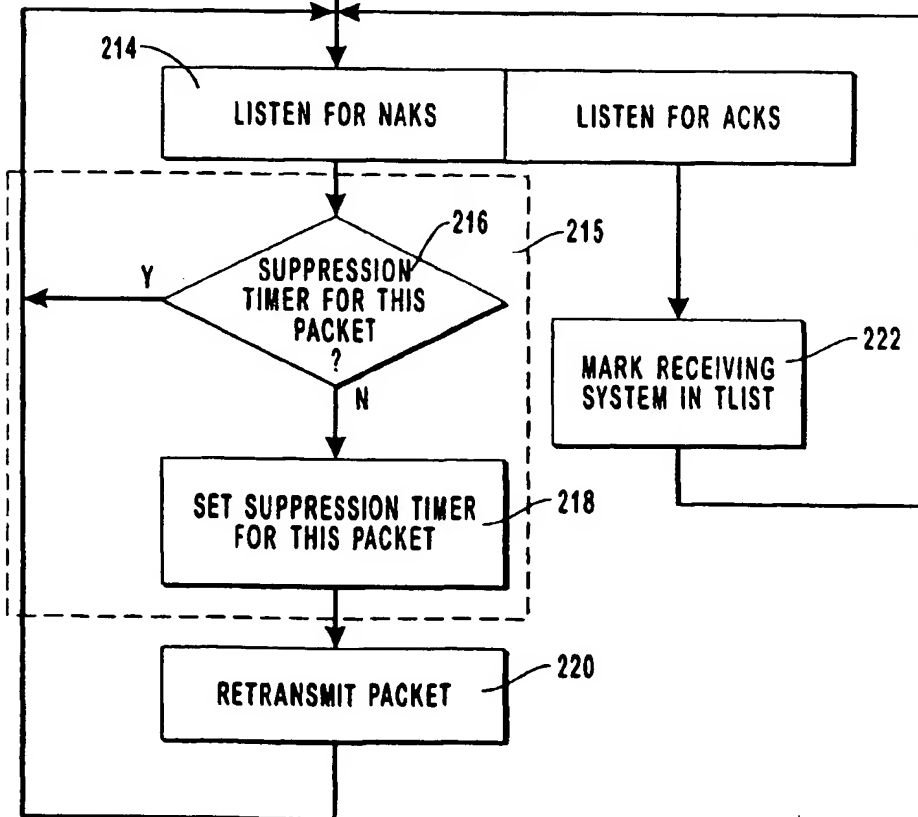 214
LISTEN FOR NAKS
LISTEN FOR ACKS
216
215
Y
SUPPRESSION
TIMER FOR THIS
PACKET
?
N
222
MARK RECEIVING
SYSTEM IN TLIST
SET SUPPRESSION TIMER
FOR THIS PACKET
218
RETRANSMIT PACKET
220